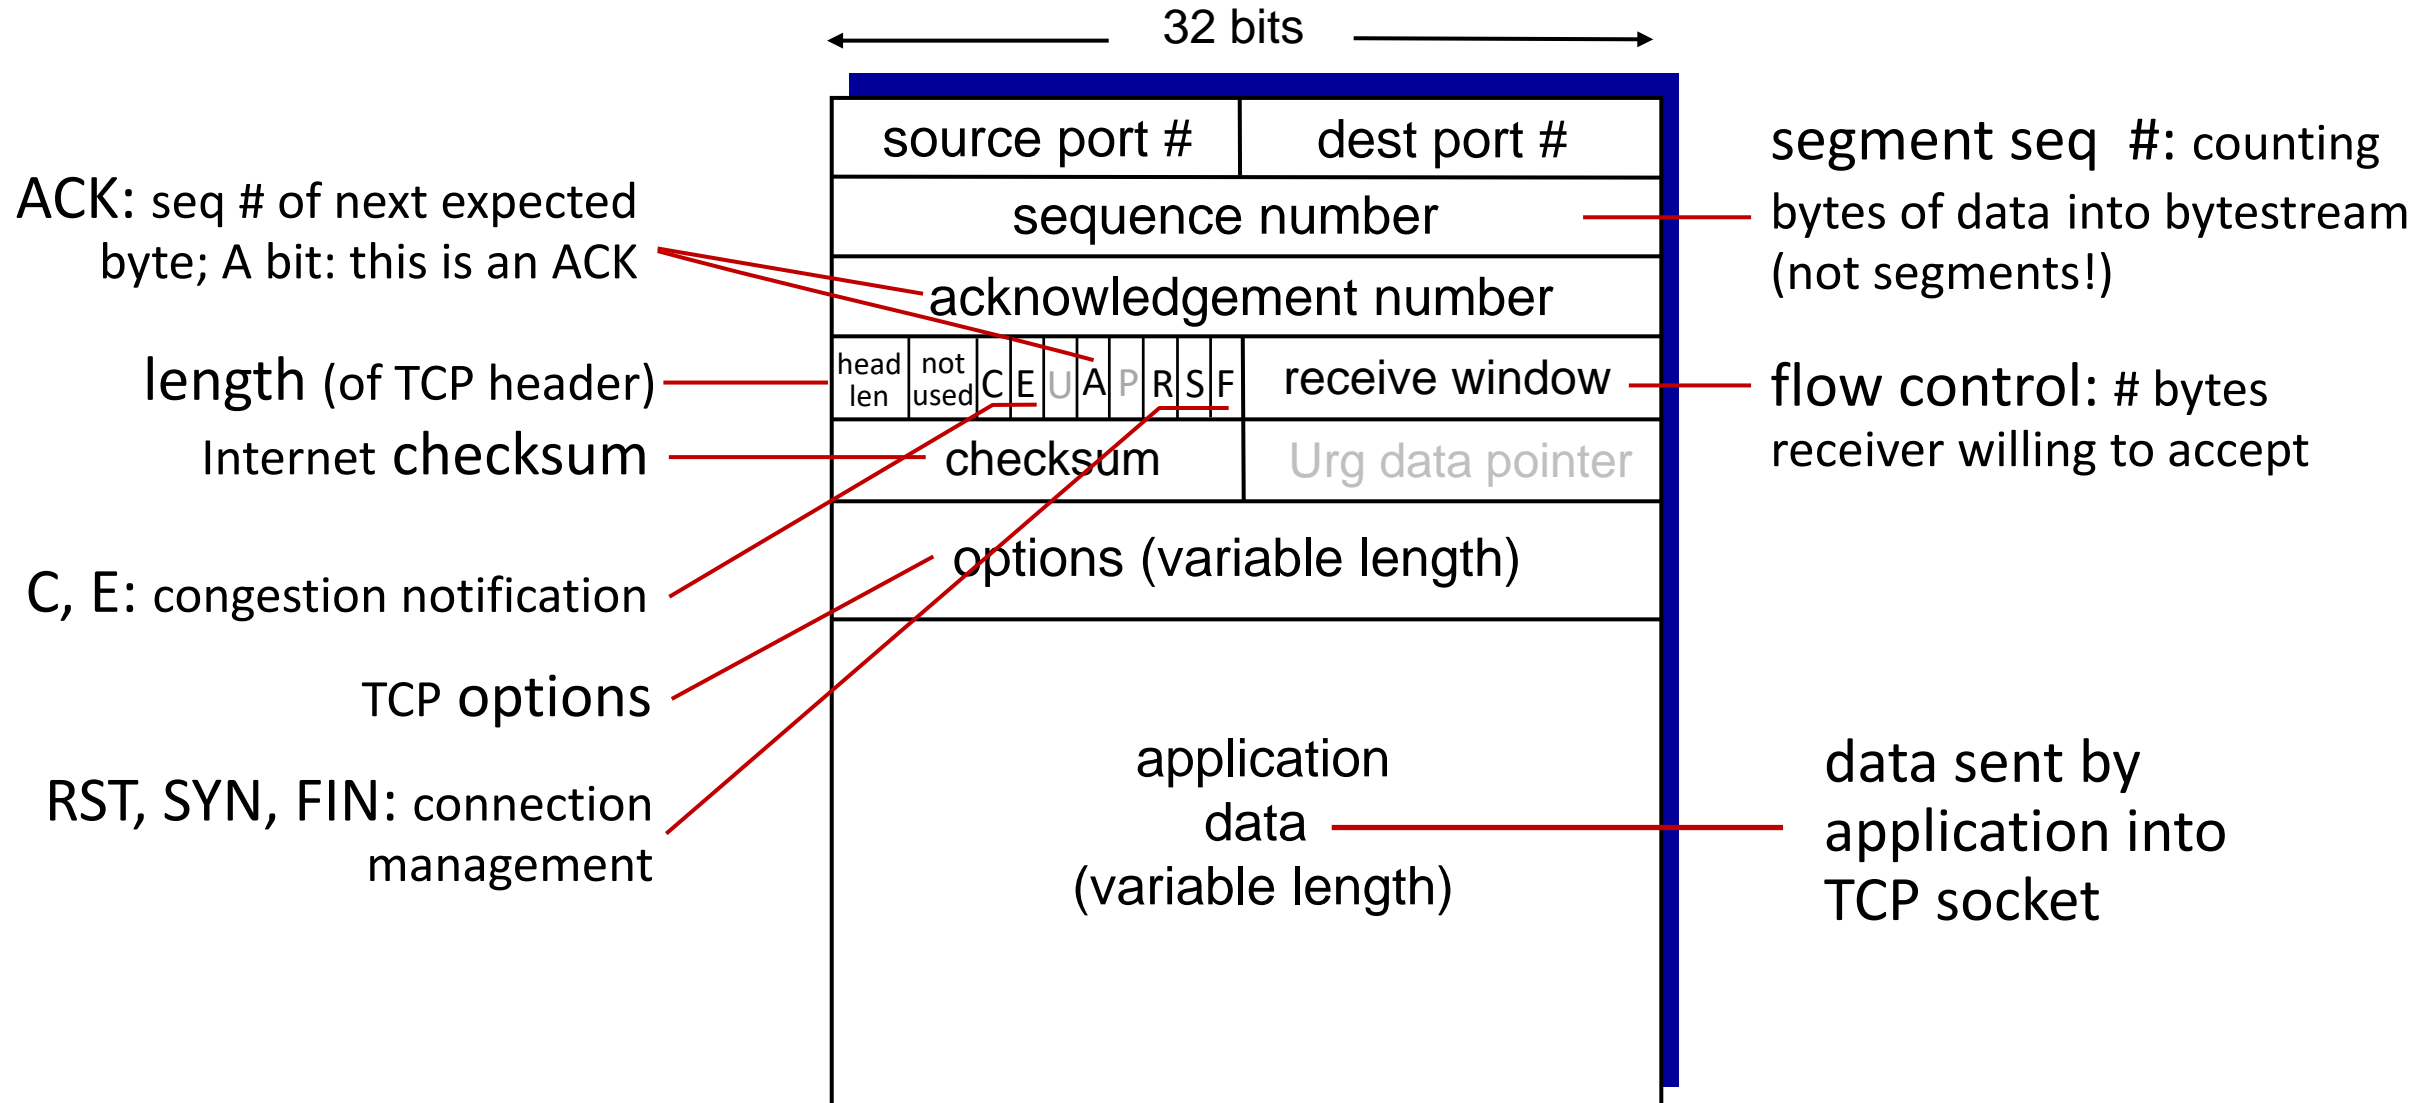 32 bits
source port #
dest port #
sequence number
acknowledgement number
head
len
not
used
C E U A P R S F
receive window
checksum
Urg data pointer
options (variable length)
application
data
(variable length)
ACK: seq # of next expected
byte; A bit: this is an ACK
length (of TCP header)
Internet checksum
C, E: congestion notification
TCP options
RST, SYN, FIN: connection
management
segment seq #: counting
bytes of data into bytestream
(not segments!)
flow control: # bytes
receiver willing to accept
data sent by
application into
TCP socket